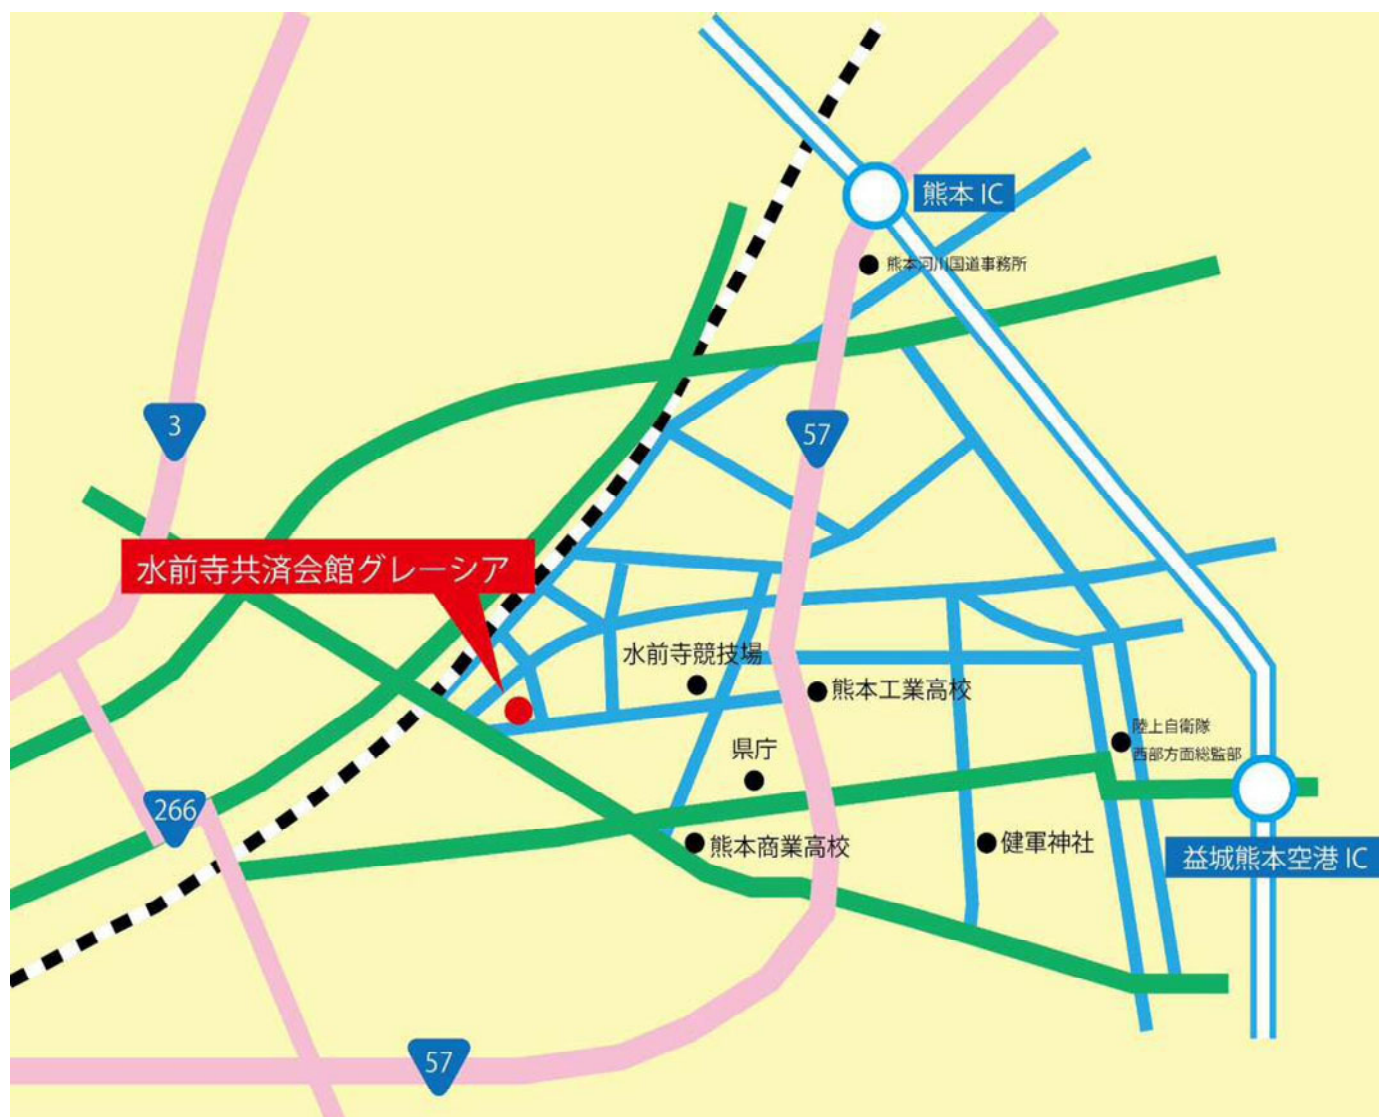 熊本 IC
熊本河川国道事務所
3
57
水前寺共済会館グレーシア
水前寺競技場
熊本工業高校
陸上自衛隊
西部方面総監部
県庁
266
熊本商業高校
健軍神社
益城熊本空港 IC
57